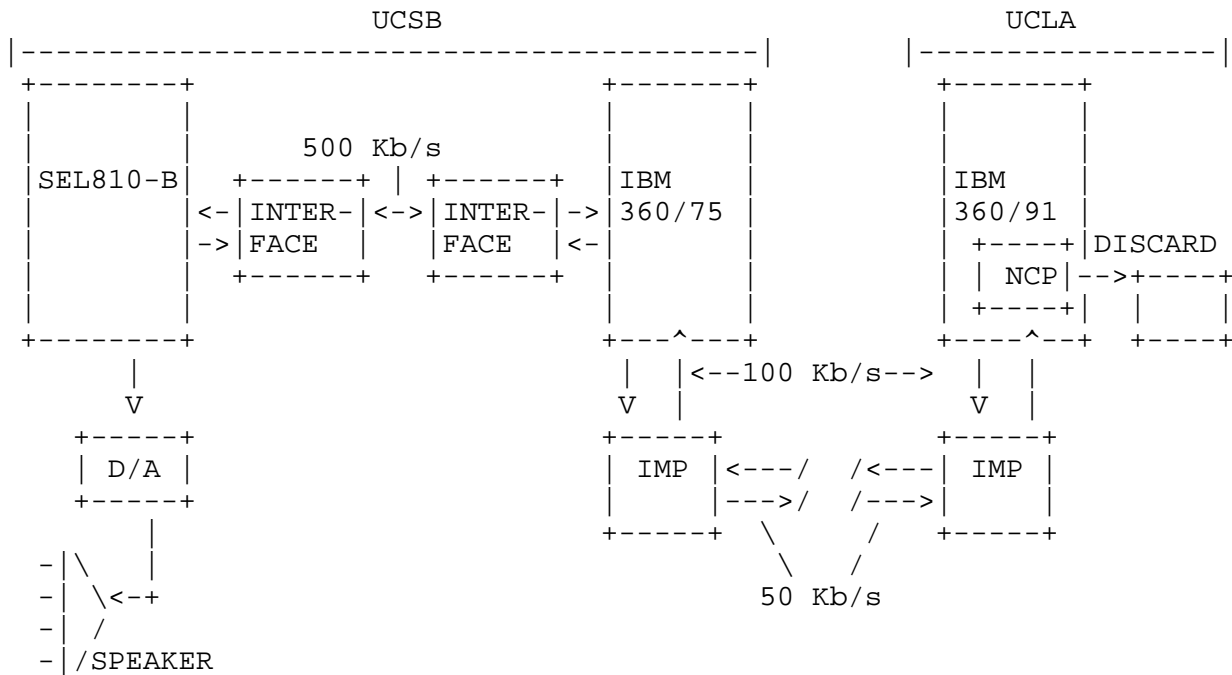 UCSB UCLA
500 Kb/s
SEL810-B IBM IBM
INTER- INTER- 360/75 360/91
FACE FACE DISCARD
NCP
<--100 Kb/s-->
V V V
D/A IMP IMP
50 Kb/s
SPEAKER